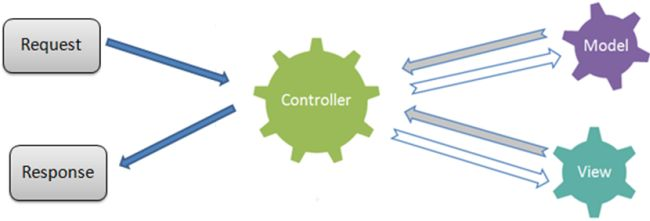 Request
Controller
Model
Response
View